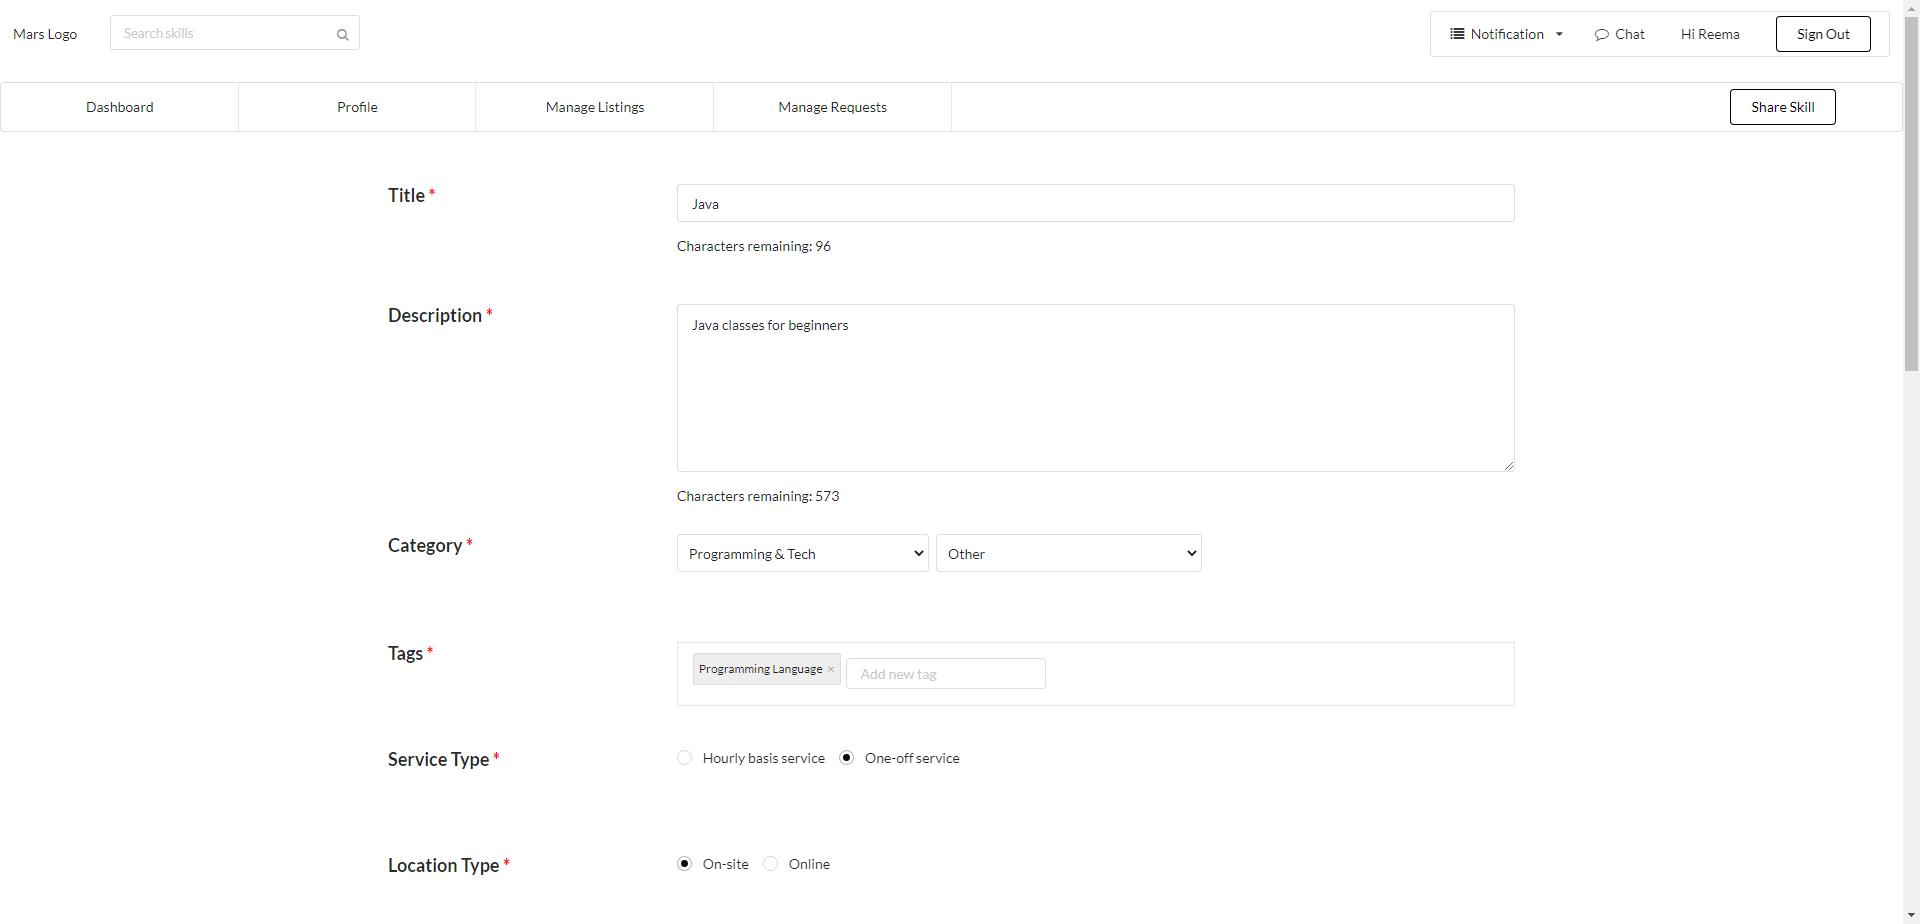 Mars Logo
Search skills
Notification
Chat
Hi Reema
Sign Out
Dashboard
Profile
Manage Listings
Manage Requests
Share Skill
Title *
Java
Characters remaining: 96
Description *
Java classes for beginners
Characters remaining: 573
Category *
Programming & Tech
Other
Tags *
Programming Language ×
Add new tag
Service Type *
Hourly basis service
One-off service
Location Type *
On-site
Online